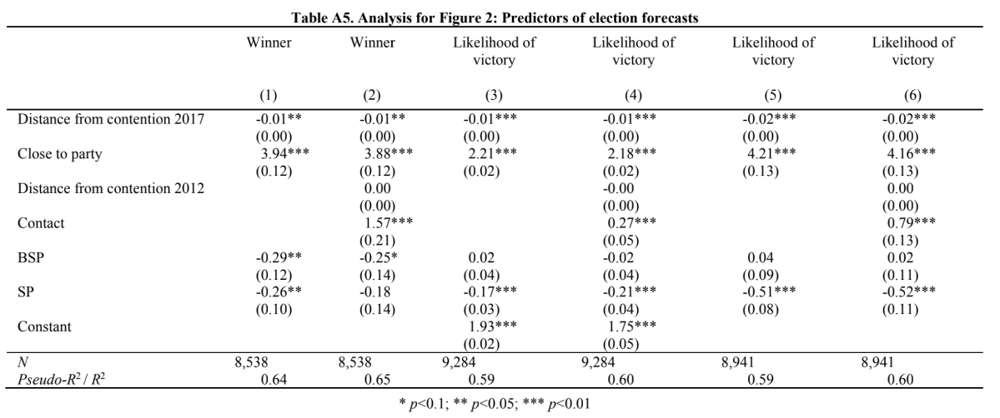 Table A5. Analysis for Figure 2: Predictors of election forecasts
Winner Winner Likelihood of victory Likelihood of victory Likelihood of victory Likelihood of victory
(1) (2) (3) (4) (5) (6)
Distance from contention 2017 -0.01** -0.01** -0.01*** -0.01*** -0.02*** -0.02***
(0.00) (0.00) (0.00) (0.00) (0.00) (0.00)
Close to party 3.94*** 3.88*** 2.21*** 2.18*** 4.21*** 4.16***
(0.12) (0.12) (0.02) (0.02) (0.13) (0.13)
Distance from contention 2012 0.00 -0.00 0.00
(0.00) (0.00) (0.00)
Contact 1.57*** 0.27*** 0.79***
(0.21) (0.05) (0.13)
BSP -0.29** -0.25* 0.02 -0.02 0.04 0.02
(0.12) (0.14) (0.04) (0.04) (0.09) (0.11)
SP -0.26** -0.18 -0.17*** -0.21*** -0.51*** -0.52***
(0.10) (0.14) (0.03) (0.04) (0.08) (0.11)
Constant 1.93*** 1.75***
(0.02) (0.05)
N 8,538 8,538 9,284 9,284 8,941 8,941
Pseudo-R² / R² 0.64 0.65 0.59 0.60 0.59 0.60
* p<0.1; ** p<0.05; *** p<0.01